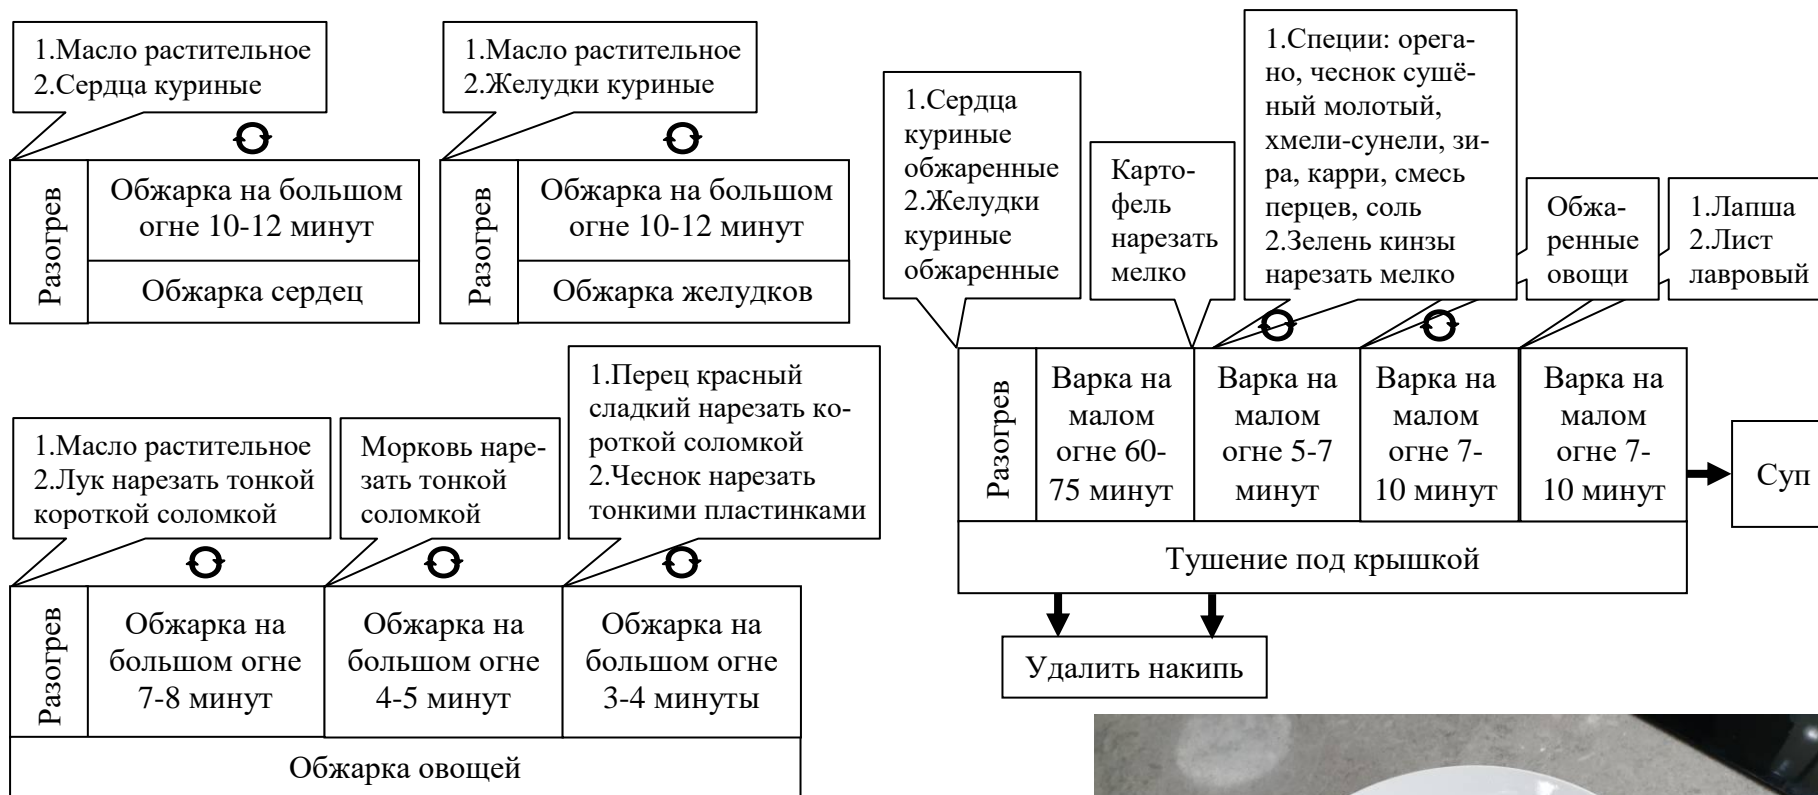 1.Масло растительное
2.Сердца куриные
Разогрев
Обжарка на большом
огне 10-12 минут
Обжарка сердец
1.Масло растительное
2.Желудки куриные
Разогрев
Обжарка на большом
огне 10-12 минут
Обжарка желудков
1.Масло растительное
2.Лук нарезать тонкой
короткой соломкой
Морковь наре-
зать тонкой
соломкой
1.Перец красный
сладкий нарезать ко-
роткой соломкой
2.Чеснок нарезать
тонкими пластинками
Разогрев
Обжарка на
большом огне
7-8 минут
Обжарка на
большом огне
4-5 минут
Обжарка на
большом огне
3-4 минуты
Обжарка овощей
1.Сердца
куриные
обжаренные
2.Желудки
куриные
обжаренные
Карто-
фель
нарезать
мелко
1.Специи: орега-
но, чеснок сушё-
ный молотый,
хмели-сунели, зи-
ра, карри, смесь
перцев, соль
2.Зелень кинзы
нарезать мелко
Обжа-
ренные
овощи
1.Лапша
2.Лист
лавровый
Разогрев
Варка на
малом
огне 60-
75 минут
Варка на
малом
огне 5-7
минут
Варка на
малом
огне 7-
10 минут
Варка на
малом
огне 7-
10 минут
Тушение под крышкой
Суп
Удалить накипь